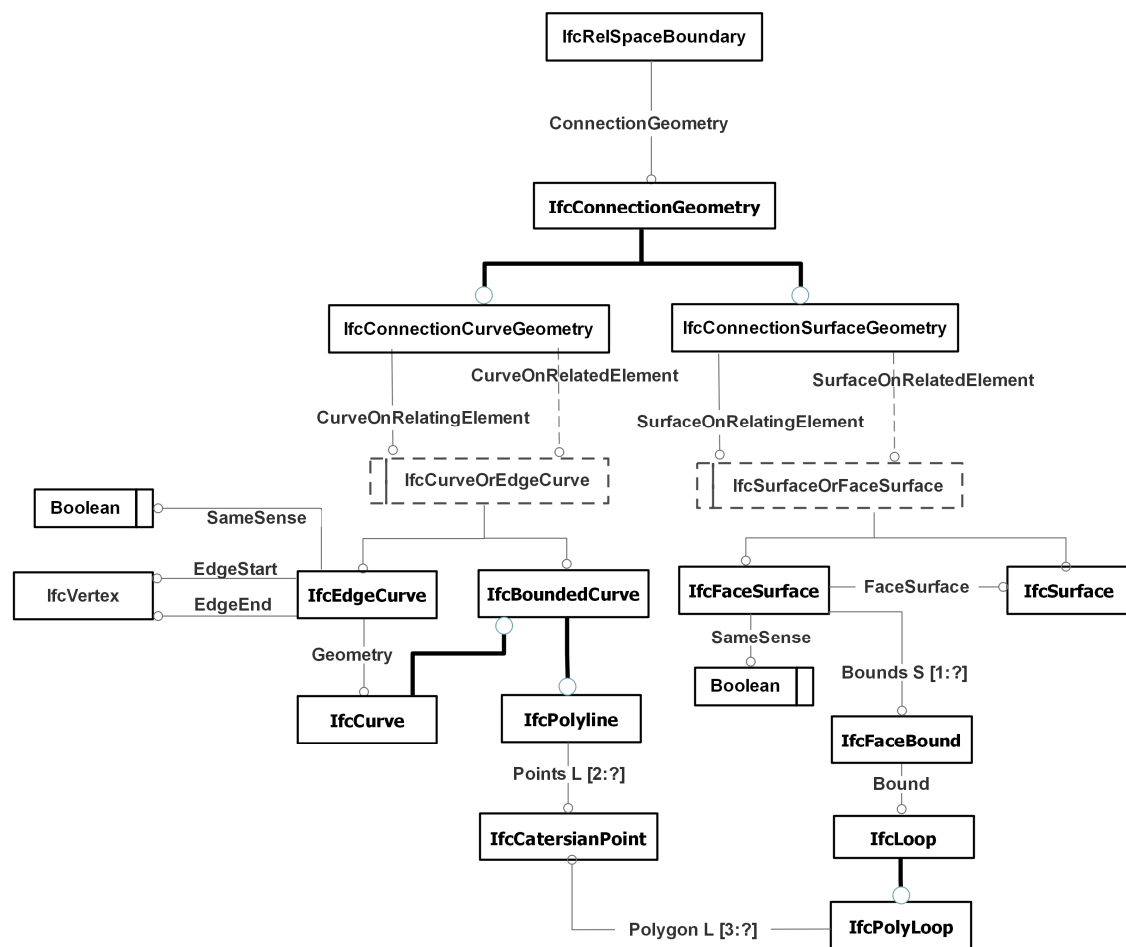 IfcRelSpaceBoundary
ConnectionGeometry
IfcConnectionGeometry
IfcConnectionCurveGeometry
IfcConnectionSurfaceGeometry
CurveOnRelatedElement
SurfaceOnRelatedElement
CurveOnRelatingElement
SurfaceOnRelatingElement
IfcCurveOrEdgeCurve
IfcSurfaceOrFaceSurface
Boolean
SameSense
EdgeStart
IfcVertex
EdgeEnd
IfcEdgeCurve
IfcBoundedCurve
IfcFaceSurface
FaceSurface
IfcSurface
SameSense
Geometry
Bounds S [1:?]
Boolean
IfcCurve
IfcPolyline
IfcFaceBound
Points L [2:?]
Bound
IfcCatersianPoint
IfcLoop
Polygon L [3:?]
IfcPolyLoop